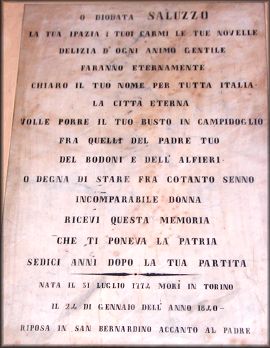 O DIODATA SALUZZO
LA TUA IPAZIA I TUOI CARMI LE TUE NOVELLE
DELIZIA D'OGNI ANIMO GENTILE
FARANNO ETERNAMENTE
CHIARO IL TUO NOME PER TUTTA ITALIA.
LA CITTÀ ETERNA
VOLLE PORRE IL TUO BUSTO IN CAMPIDOGLIO
FRA QUELLI DEL PADRE TUO
DEL BODONI E DELL'ALFIERI.
O DEGNA DI STARE FRA COTANTO SENNO
INCOMPARABILE DONNA
RICEVI QUESTA MEMORIA
CHE TI PONEVA LA PATRIA
SEDICI ANNI DOPO LA TUA PARTITA
NATA IL 31 LUGLIO 1774 MORÌ IN TORINO
IL 24 DI GENNAIO DELL'ANNO 1840.
RIPOSA IN SAN BERNARDINO ACCANTO AL PADRE